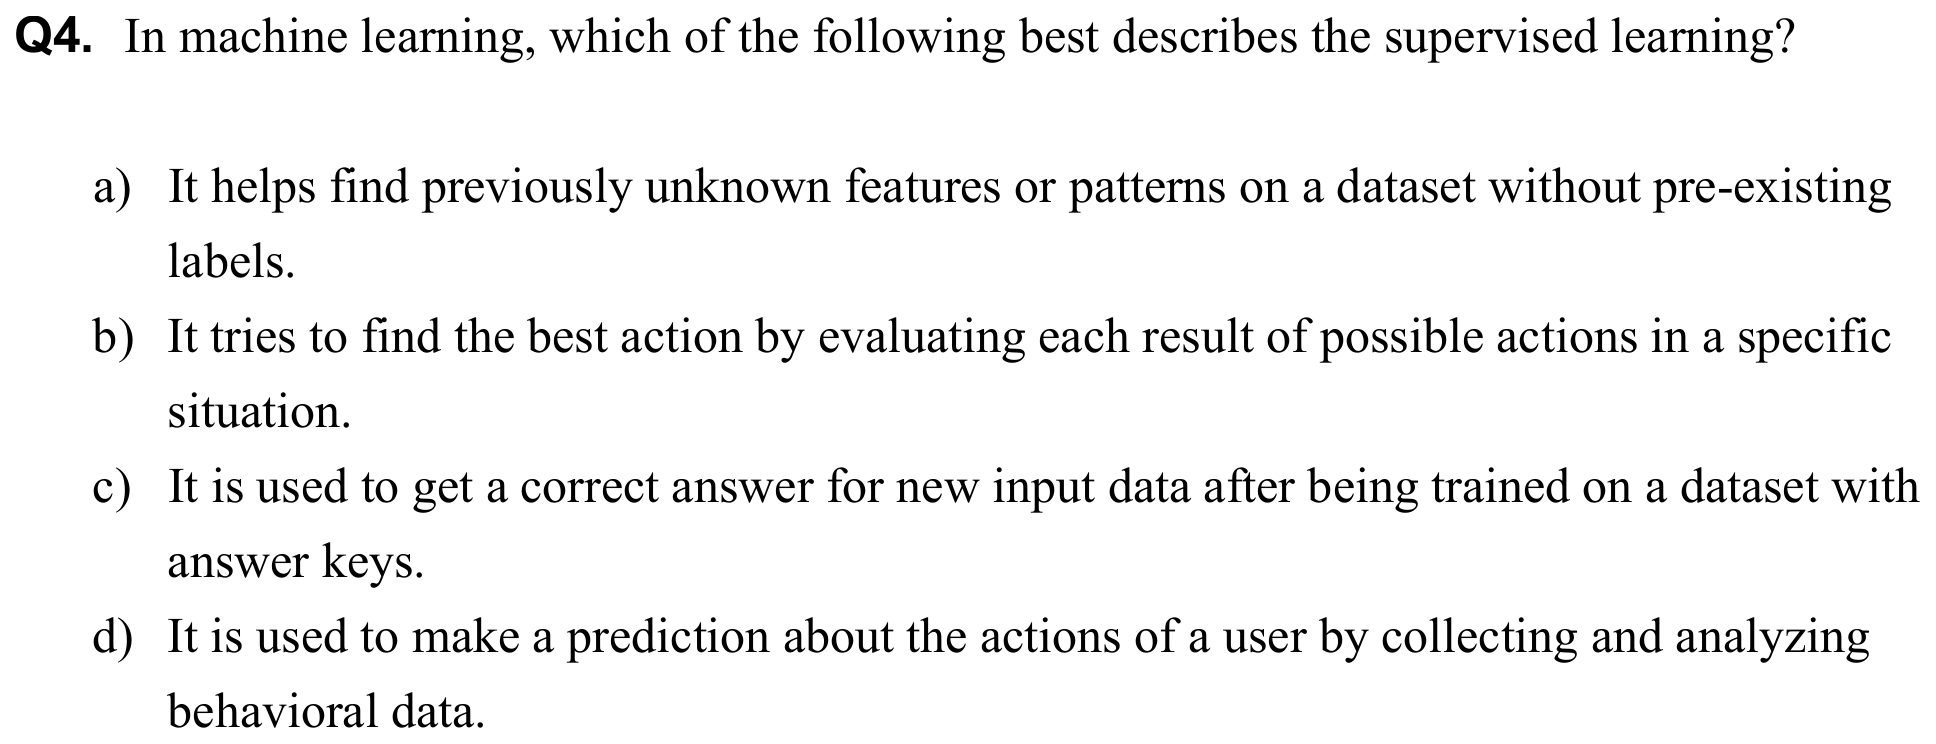 Q4. In machine learning, which of the following best describes the supervised learning?
a) It helps find previously unknown features or patterns on a dataset without pre-existing
labels.
b) It tries to find the best action by evaluating each result of possible actions in a specific
situation.
c) It is used to get a correct answer for new input data after being trained on a dataset with
answer keys.
d) It is used to make a prediction about the actions of a user by collecting and analyzing
behavioral data.